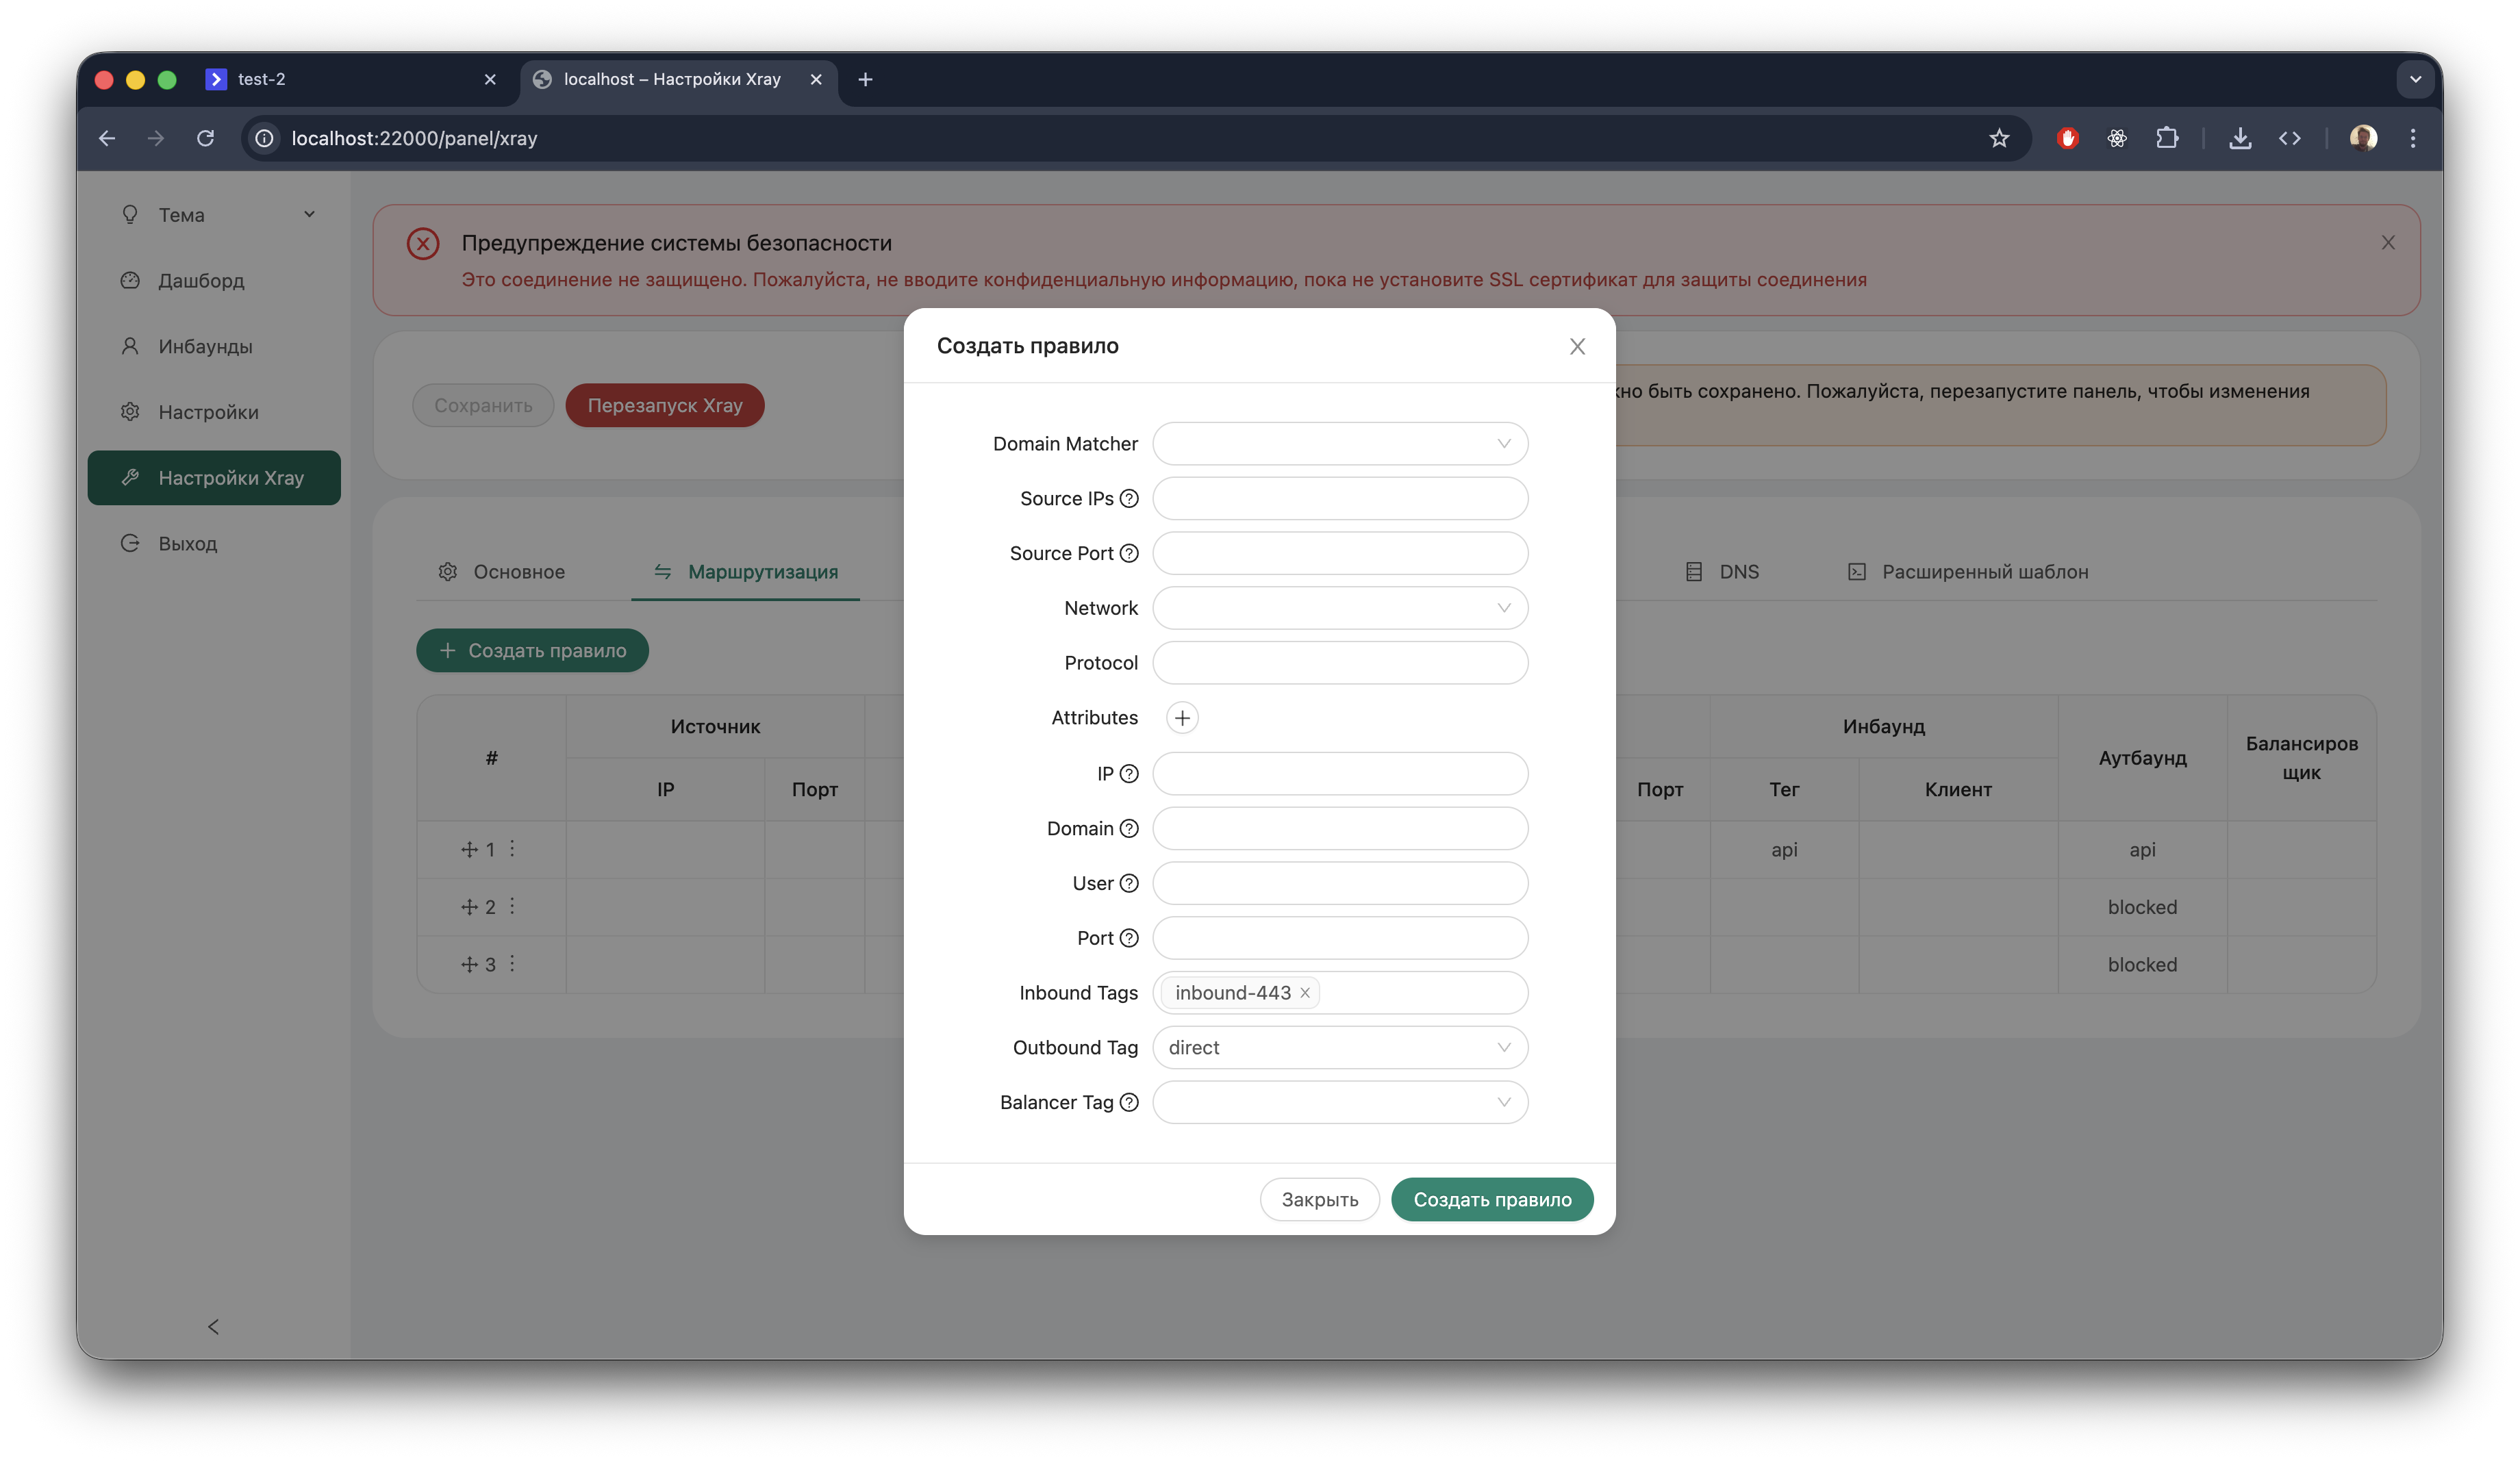 test-2
localhost – Настройки Xray
localhost:22000/panel/xray
Тема
Дашборд
Инбаунды
Настройки
Настройки Xray
Выход
Предупреждение системы безопасности
Это соединение не защищено. Пожалуйста, не вводите конфиденциальную информацию, пока не установите SSL сертификат для защиты соединения
Сохранить
Перезапуск Xray
но быть сохранено. Пожалуйста, перезапустите панель, чтобы изменения
Основное
Маршрутизация
DNS
Расширенный шаблон
Создать правило
#
Источник
IP
Порт
Порт
Инбаунд
Тег
Клиент
Аутбаунд
Балансиров
щик
1
api
api
2
blocked
3
blocked
Создать правило
Domain Matcher
Source IPs
Source Port
Network
Protocol
Attributes
IP
Domain
User
Port
Inbound Tags
inbound-443
Outbound Tag
direct
Balancer Tag
Закрыть
Создать правило